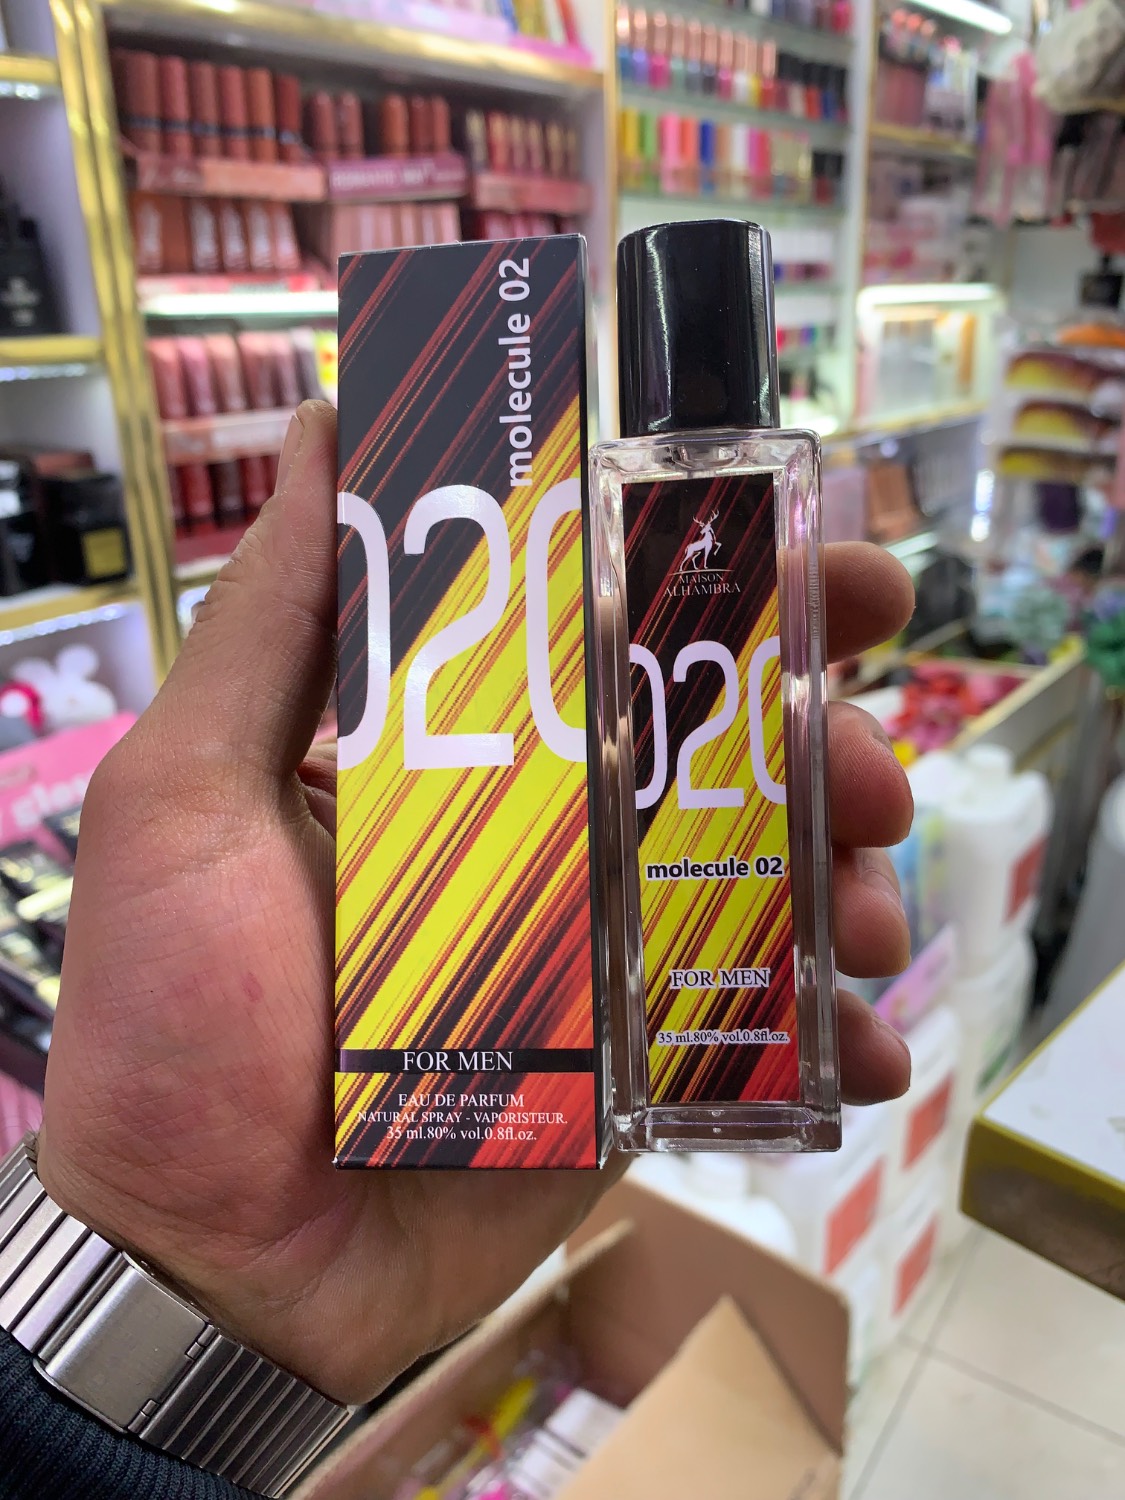 molecule 02
020
FOR MEN
EAU DE PARFUM
NATURAL SPRAY - VAPORISTEUR.
35 ml.80% vol.0.8fl.oz.
MAISON
ALHAMBRA
020
molecule 02
FOR MEN
35 ml.80% vol.0.8fl.oz.